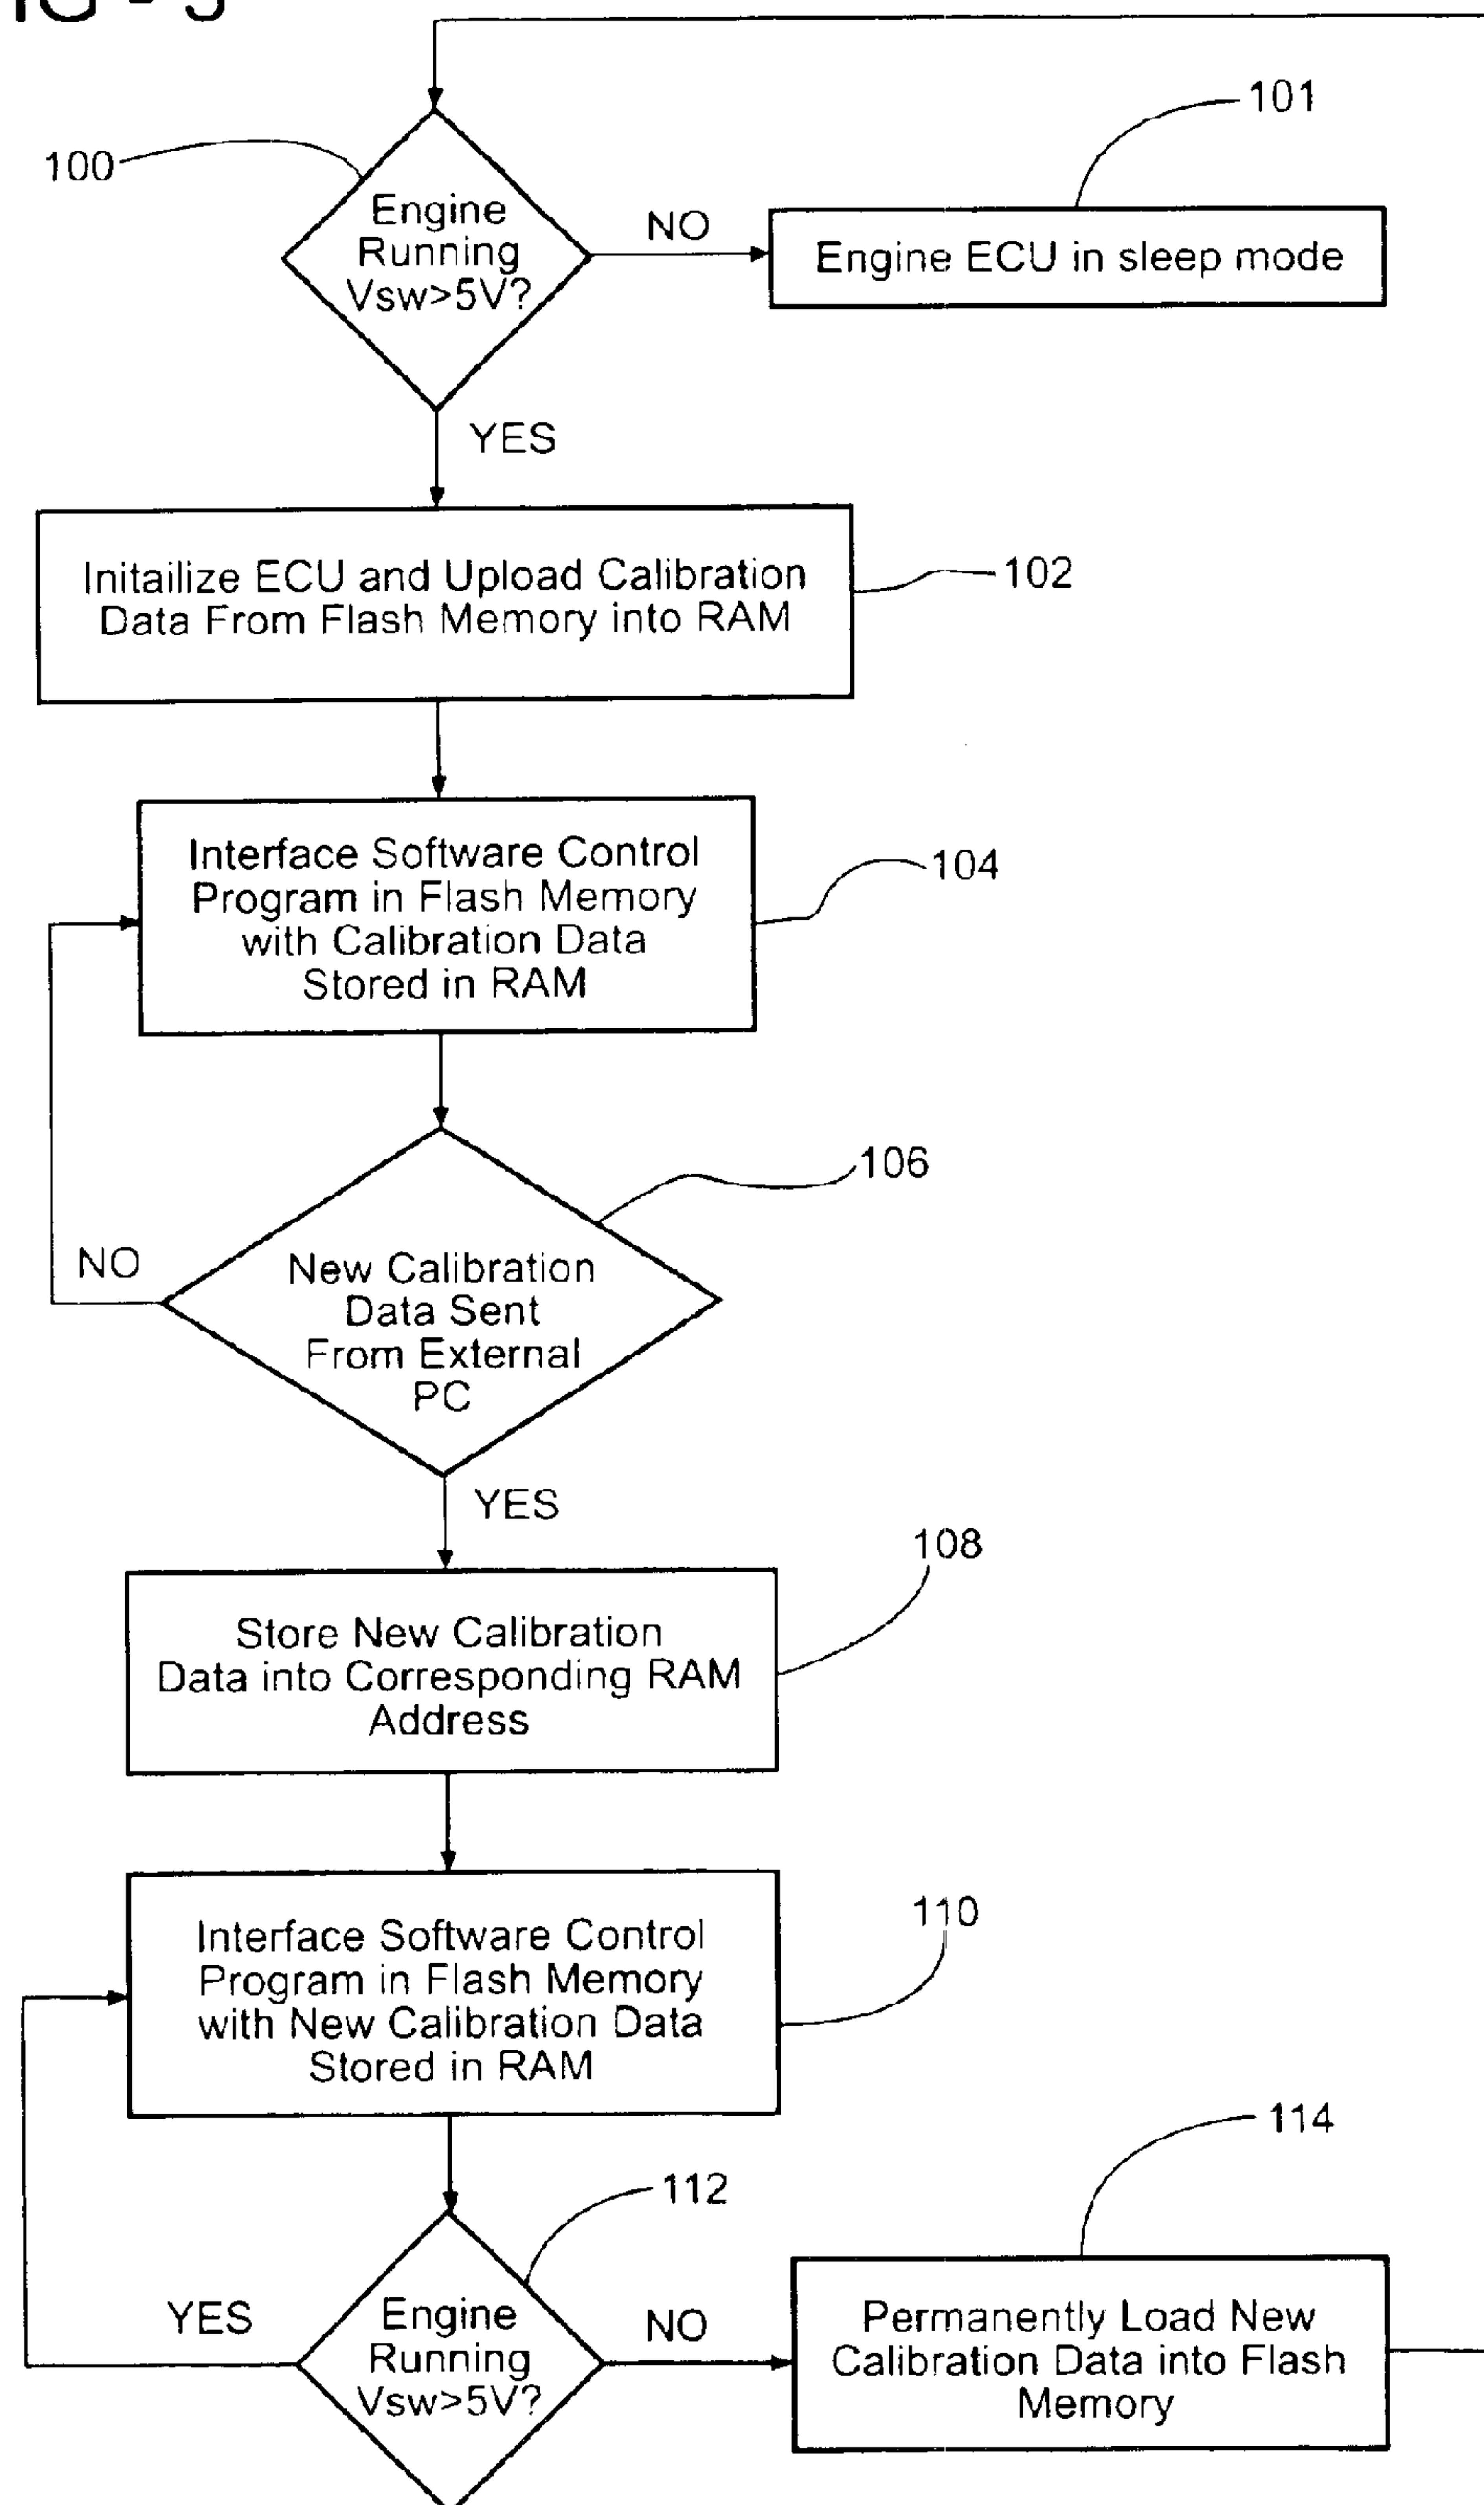 100
Engine
Running
Vsw>5V?
NO
101
Engine ECU in sleep mode
YES
Initailize ECU and Upload Calibration
Data From Flash Memory into RAM
102
Interface Software Control
Program in Flash Memory
with Calibration Data
Stored in RAM
104
106
NO
New Calibration
Data Sent
From External
PC
YES
108
Store New Calibration
Data into Corresponding RAM
Address
110
Interface Software Control
Program in Flash Memory
with New Calibration Data
Stored in RAM
112
114
YES
Engine
Running
Vsw>5V?
NO
Permanently Load New
Calibration Data into Flash
Memory